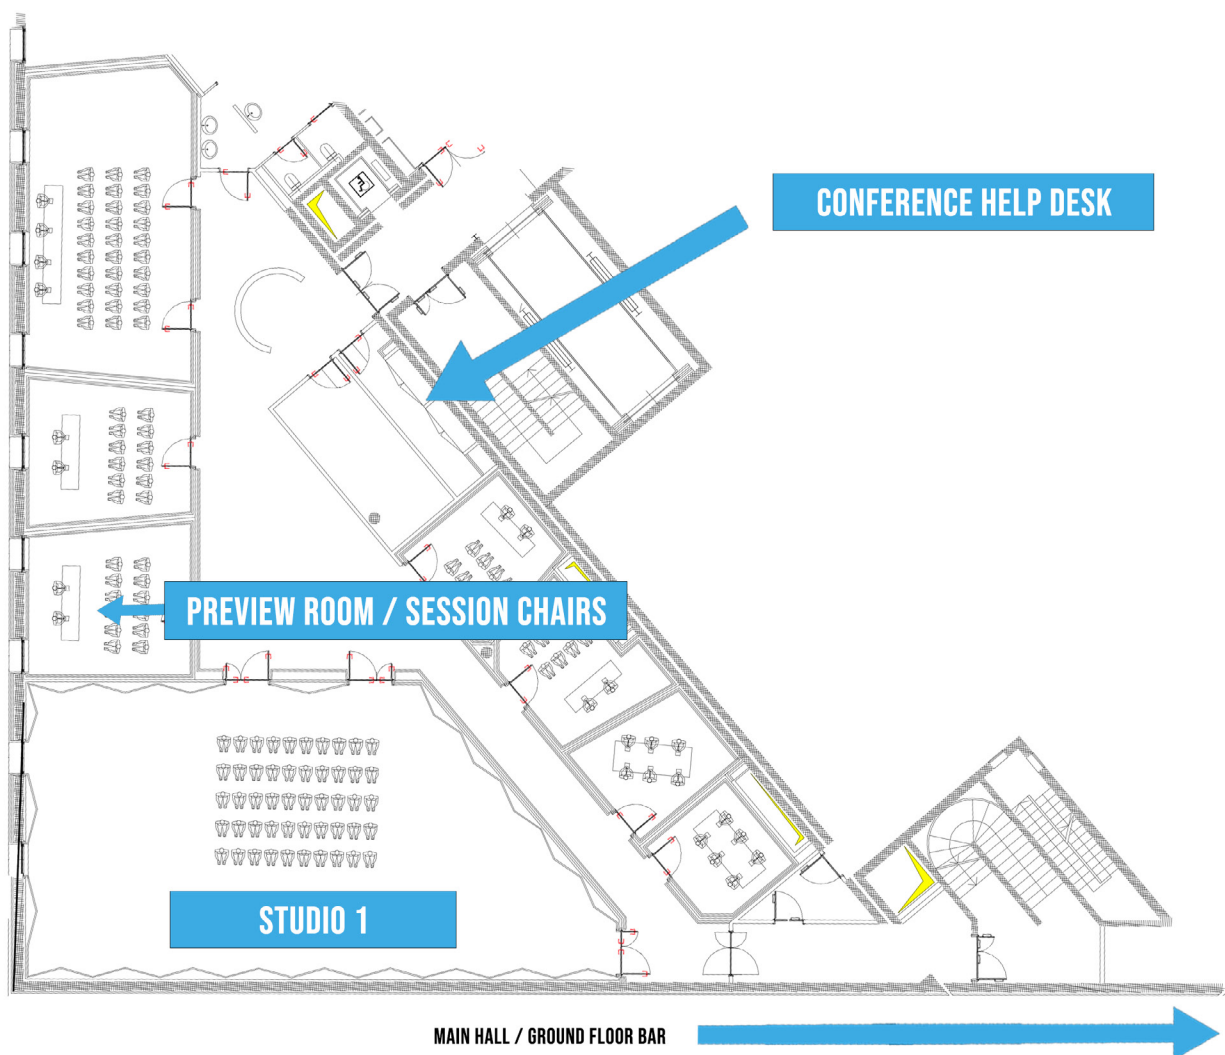 CONFERENCE HELP DESK
PREVIEW ROOM / SESSION CHAIRS
STUDIO 1
MAIN HALL / GROUND FLOOR BAR